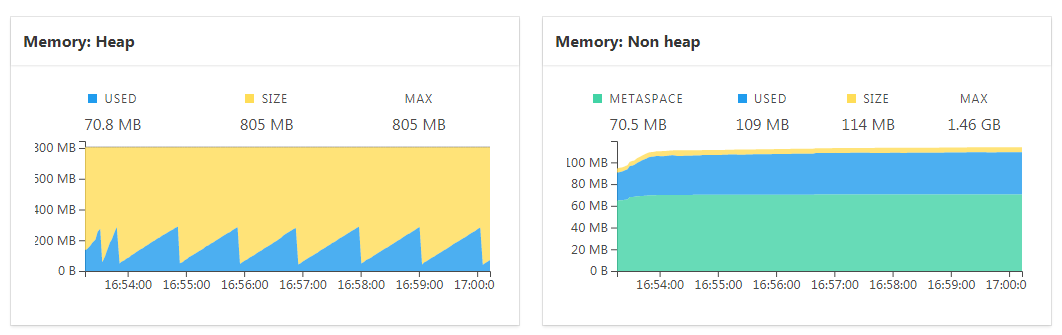 Memory: Heap
USED SIZE MAX
70.8 MB 805 MB 805 MB
800 MB
600 MB
400 MB
200 MB
0 B
16:54:00 16:55:00 16:56:00 16:57:00 16:58:00 16:59:00 17:00:0
Memory: Non heap
METASPACE USED SIZE MAX
70.5 MB 109 MB 114 MB 1.46 GB
100 MB
80 MB
60 MB
40 MB
20 MB
0 B
16:54:00 16:55:00 16:56:00 16:57:00 16:58:00 16:59:00 17:00:0